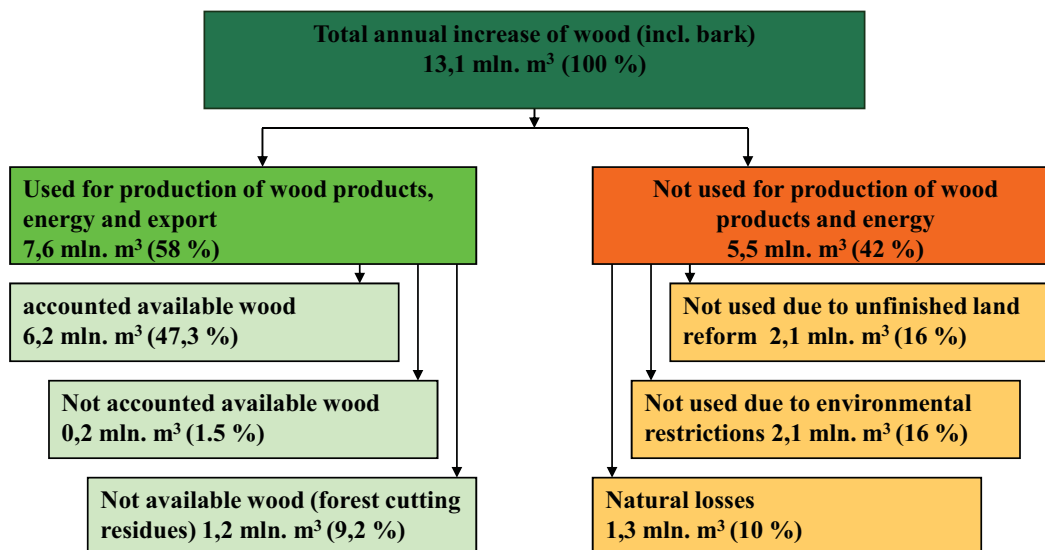 Total annual increase of wood (incl. bark)
13,1 mln. m³ (100 %)
Used for production of wood products,
energy and export
7,6 mln. m³ (58 %)
Not used for production of wood
products and energy
5,5 mln. m³ (42 %)
accounted available wood
6,2 mln. m³ (47,3 %)
Not used due to unfinished land
reform 2,1 mln. m³ (16 %)
Not accounted available wood
0,2 mln. m³ (1.5 %)
Not used due to environmental
restrictions 2,1 mln. m³ (16 %)
Not available wood (forest cutting
residues) 1,2 mln. m³ (9,2 %)
Natural losses
1,3 mln. m³ (10 %)